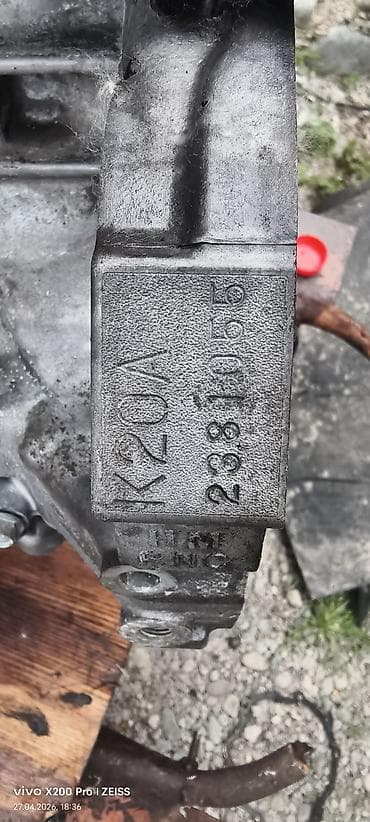 K20A
2381055
vivo X200 Pro | ZEISS
27.04.2026, 18:36